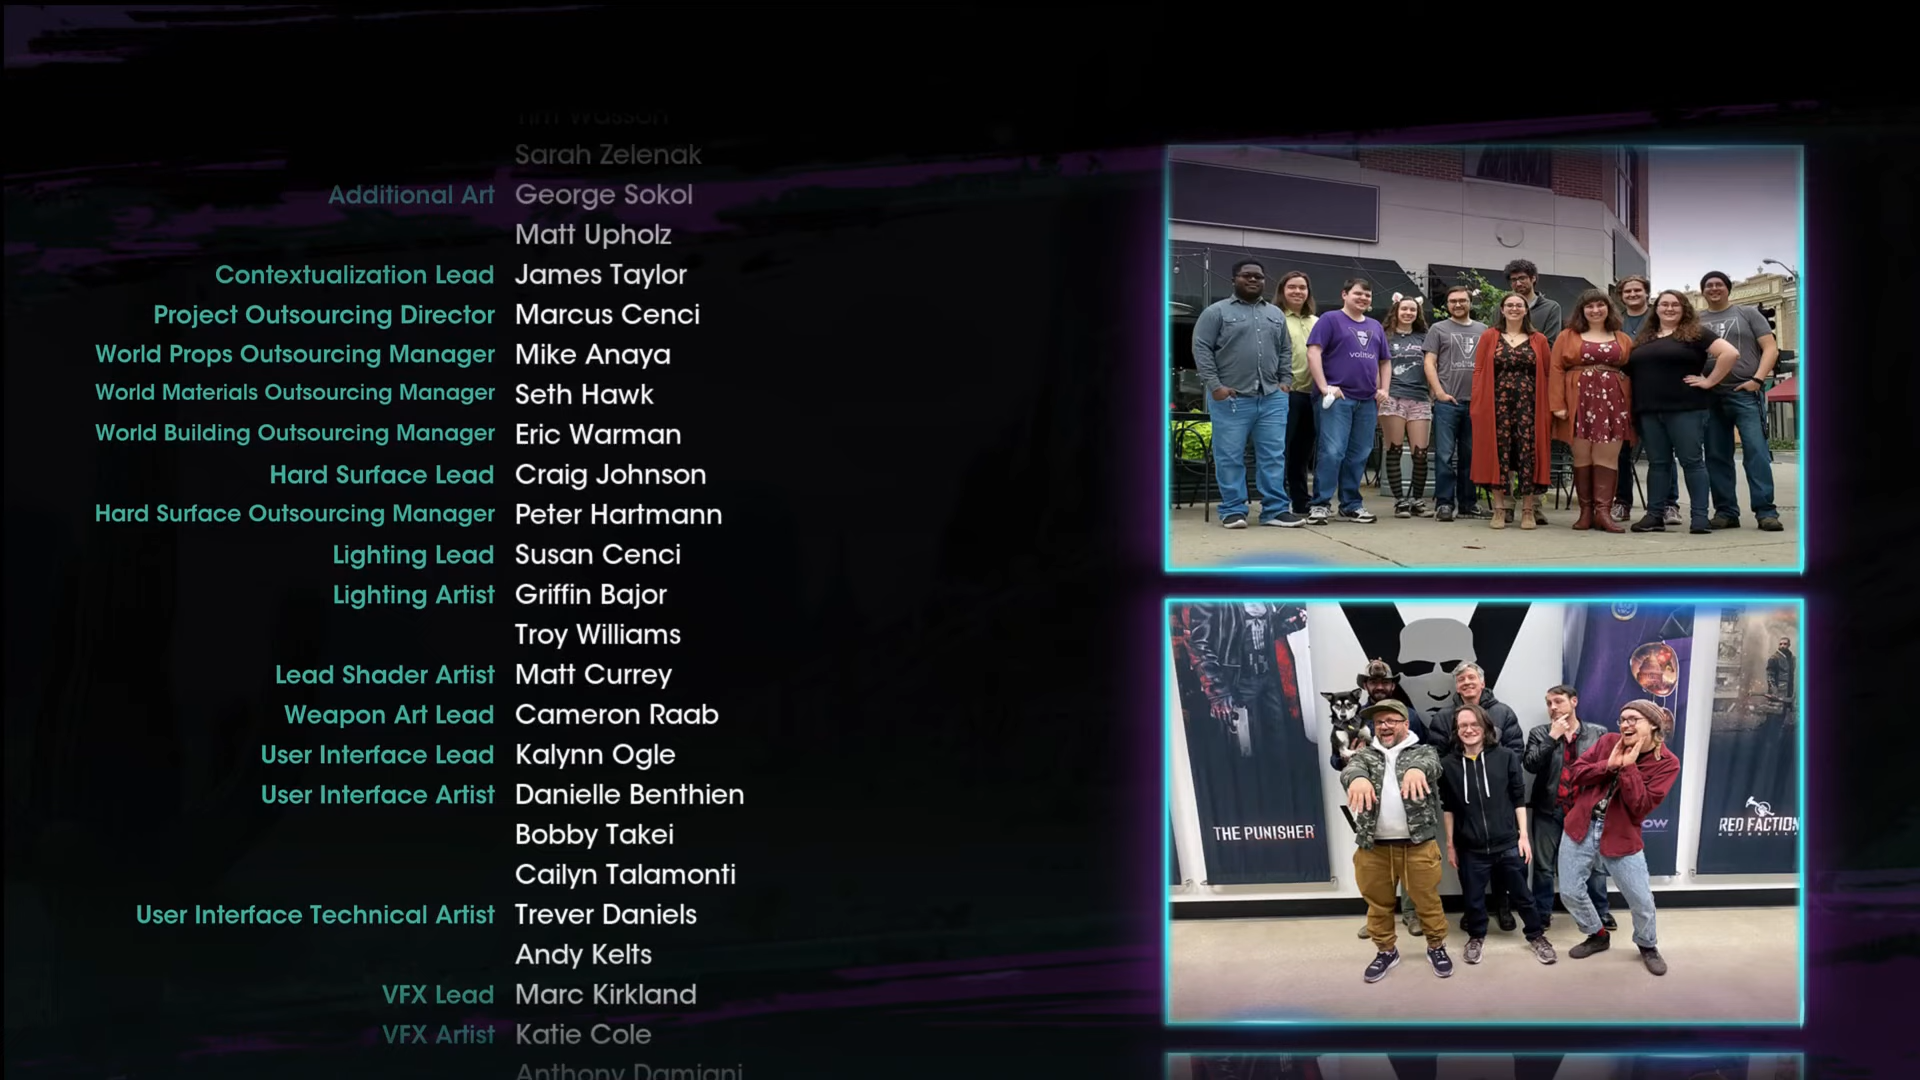 Tim Wasson
Sarah Zelenak
Additional Art George Sokol
Matt Upholz
Contextualization Lead James Taylor
Project Outsourcing Director Marcus Cenci
World Props Outsourcing Manager Mike Anaya
World Materials Outsourcing Manager Seth Hawk
World Building Outsourcing Manager Eric Warman
Hard Surface Lead Craig Johnson
Hard Surface Outsourcing Manager Peter Hartmann
Lighting Lead Susan Cenci
Lighting Artist Griffin Bajor
Troy Williams
Lead Shader Artist Matt Currey
Weapon Art Lead Cameron Raab
User Interface Lead Kalynn Ogle
User Interface Artist Danielle Benthien
Bobby Takei
Cailyn Talamonti
User Interface Technical Artist Trever Daniels
Andy Kelts
VFX Lead Marc Kirkland
VFX Artist Katie Cole
Anthony Damiani
THE PUNISHER
RED FACTION